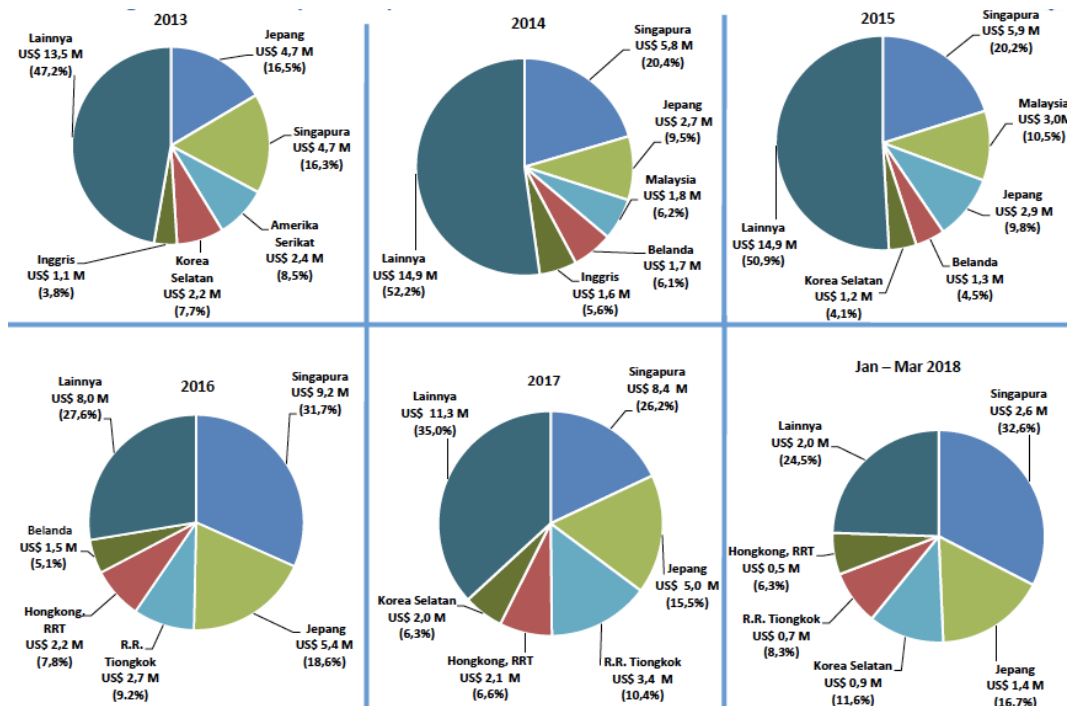 2013
Lainnya
US$ 13,5 M
(47,2%)
Jepang
US$ 4,7 M
(16,5%)
Singapura
US$ 4,7 M
(16,3%)
Amerika
Serikat
US$ 2,4 M
(8,5%)
Korea
Selatan
US$ 2,2 M
(7,7%)
Inggris
US$ 1,1 M
(3,8%)
2014
Singapura
US$ 5,8 M
(20,4%)
Jepang
US$ 2,7 M
(9,5%)
Malaysia
US$ 1,8 M
(6,2%)
Belanda
US$ 1,7 M
(6,1%)
Inggris
US$ 1,6 M
(5,6%)
Lainnya
US$ 14,9 M
(52,2%)
2015
Singapura
US$ 5,9 M
(20,2%)
Malaysia
US$ 3,0M
(10,5%)
Jepang
US$ 2,9 M
(9,8%)
Belanda
US$ 1,3 M
(4,5%)
Korea Selatan
US$ 1,2 M
(4,1%)
Lainnya
US$ 14,9 M
(50,9%)
2016
Lainnya
US$ 8,0 M
(27,6%)
Singapura
US$ 9,2 M
(31,7%)
Jepang
US$ 5,4 M
(18,6%)
R.R.
Tiongkok
US$ 2,7 M
(9.2%)
Hongkong,
RRT
US$ 2,2 M
(7,8%)
Belanda
US$ 1,5 M
(5,1%)
2017
Lainnya
US$ 11,3 M
(35,0%)
Singapura
US$ 8,4 M
(26,2%)
Jepang
US$ 5,0 M
(15,5%)
R.R. Tiongkok
US$ 3,4 M
(10,4%)
Hongkong, RRT
US$ 2,1 M
(6,6%)
Korea Selatan
US$ 2,0 M
(6,3%)
Jan – Mar 2018
Singapura
US$ 2,6 M
(32,6%)
Lainnya
US$ 2,0 M
(24,5%)
Hongkong, RRT
US$ 0,5 M
(6,3%)
R.R. Tiongkok
US$ 0,7 M
(8,3%)
Korea Selatan
US$ 0,9 M
(11,6%)
Jepang
US$ 1,4 M
(16,7%)